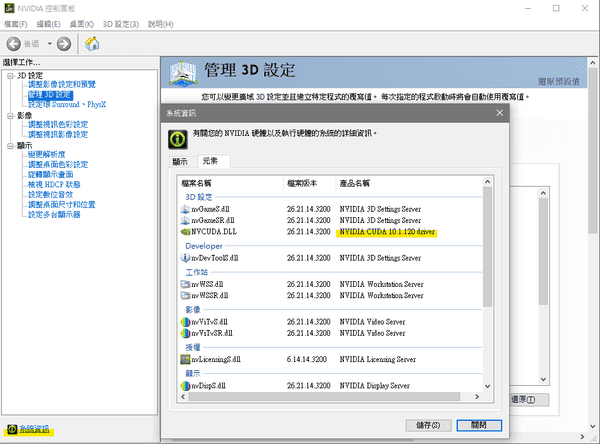 NVIDIA 控制面板
檔案(F) 編輯(E) 桌面(K) 3D 設定(3) 說明(H)
後退
選擇工作...
3D 設定
調整影像設定和預覽
管理 3D 設定
設定環 Surround、PhysX
影像
調整視訊色彩設定
調整視訊影像設定
顯示
變更解析度
調整桌面色彩設定
旋轉顯示畫面
檢視 HDCP 狀態
設定數位音效
調整桌面尺寸和位置
設定多台顯示器
系統資訊
管理 3D 設定
還原預設值
您可以變更廣域 3D 設定並且建立特定程式的覆寫值。 每次指定的程式啟動時將會自動使用覆寫值。
系統資訊
有關您的 NVIDIA 硬體以及執行硬體的系統的詳細資訊。
顯示 元素
檔案名稱 檔案版本 產品名稱
3D 設定
nvGameS.dll 26.21.14.3200 NVIDIA 3D Settings Server
nvGameSR.dll 26.21.14.3200 NVIDIA 3D Settings Server
NVCUDA.DLL 26.21.14.3200 NVIDIA CUDA 10.1.120 driver
Developer
nvDevToolS.dll 26.21.14.3200 NVIDIA 3D Settings Server
工作站
nvWSS.dll 26.21.14.3200 NVIDIA Workstation Server
nvWSSR.dll 26.21.14.3200 NVIDIA Workstation Server
影像
nvViTvS.dll 26.21.14.3200 NVIDIA Video Server
nvViTvSR.dll 26.21.14.3200 NVIDIA Video Server
授權
nvLicensingS.dll 6.14.14.3200 NVIDIA Licensing Server
顯示
nvDispS.dll 26.21.14.3200 NVIDIA Display Server
儲存(S) 關閉
還原(T)